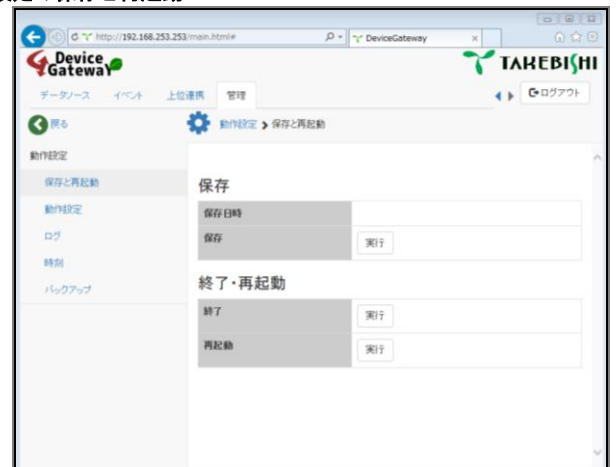 http://192.168.253.253/main.html#
DeviceGateway
Device
Gateway
TAKEBISHI
データソース イベント 上位連携 管理
ログアウト
戻る
動作設定 > 保存と再起動
動作設定
保存と再起動
動作設定
ログ
時刻
バックアップ
保存
保存日時
保存 実行
終了・再起動
終了 実行
再起動 実行